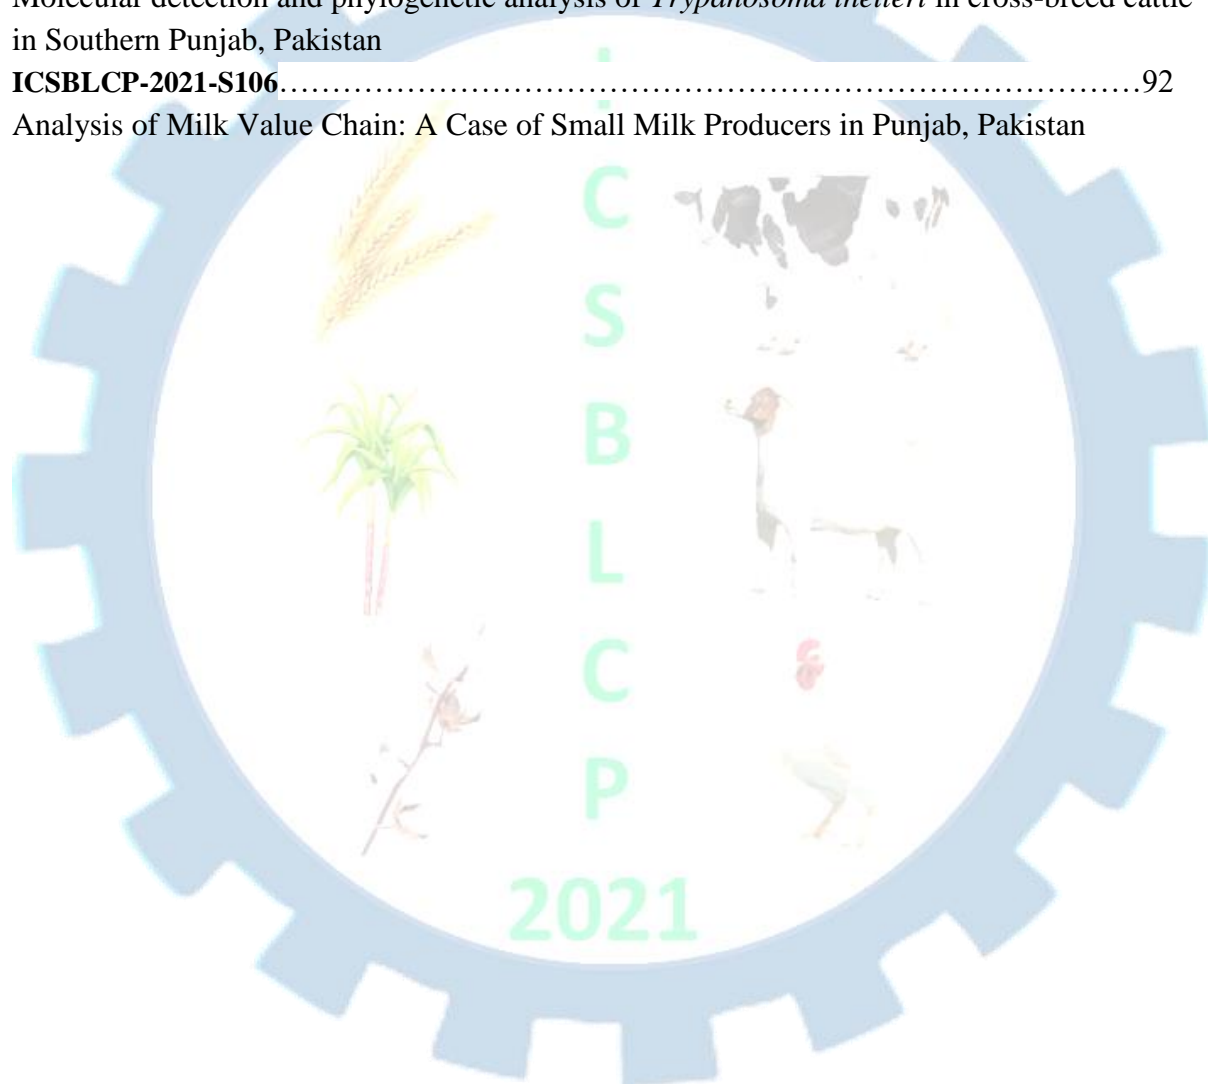 Molecular detection and phylogenetic analysis of Trypanosoma theileri in cross-breed cattle
in Southern Punjab, Pakistan
ICSBLCP-2021-S106……………………………………………………………………………92
Analysis of Milk Value Chain: A Case of Small Milk Producers in Punjab, Pakistan
I
C
S
B
L
C
P
2021